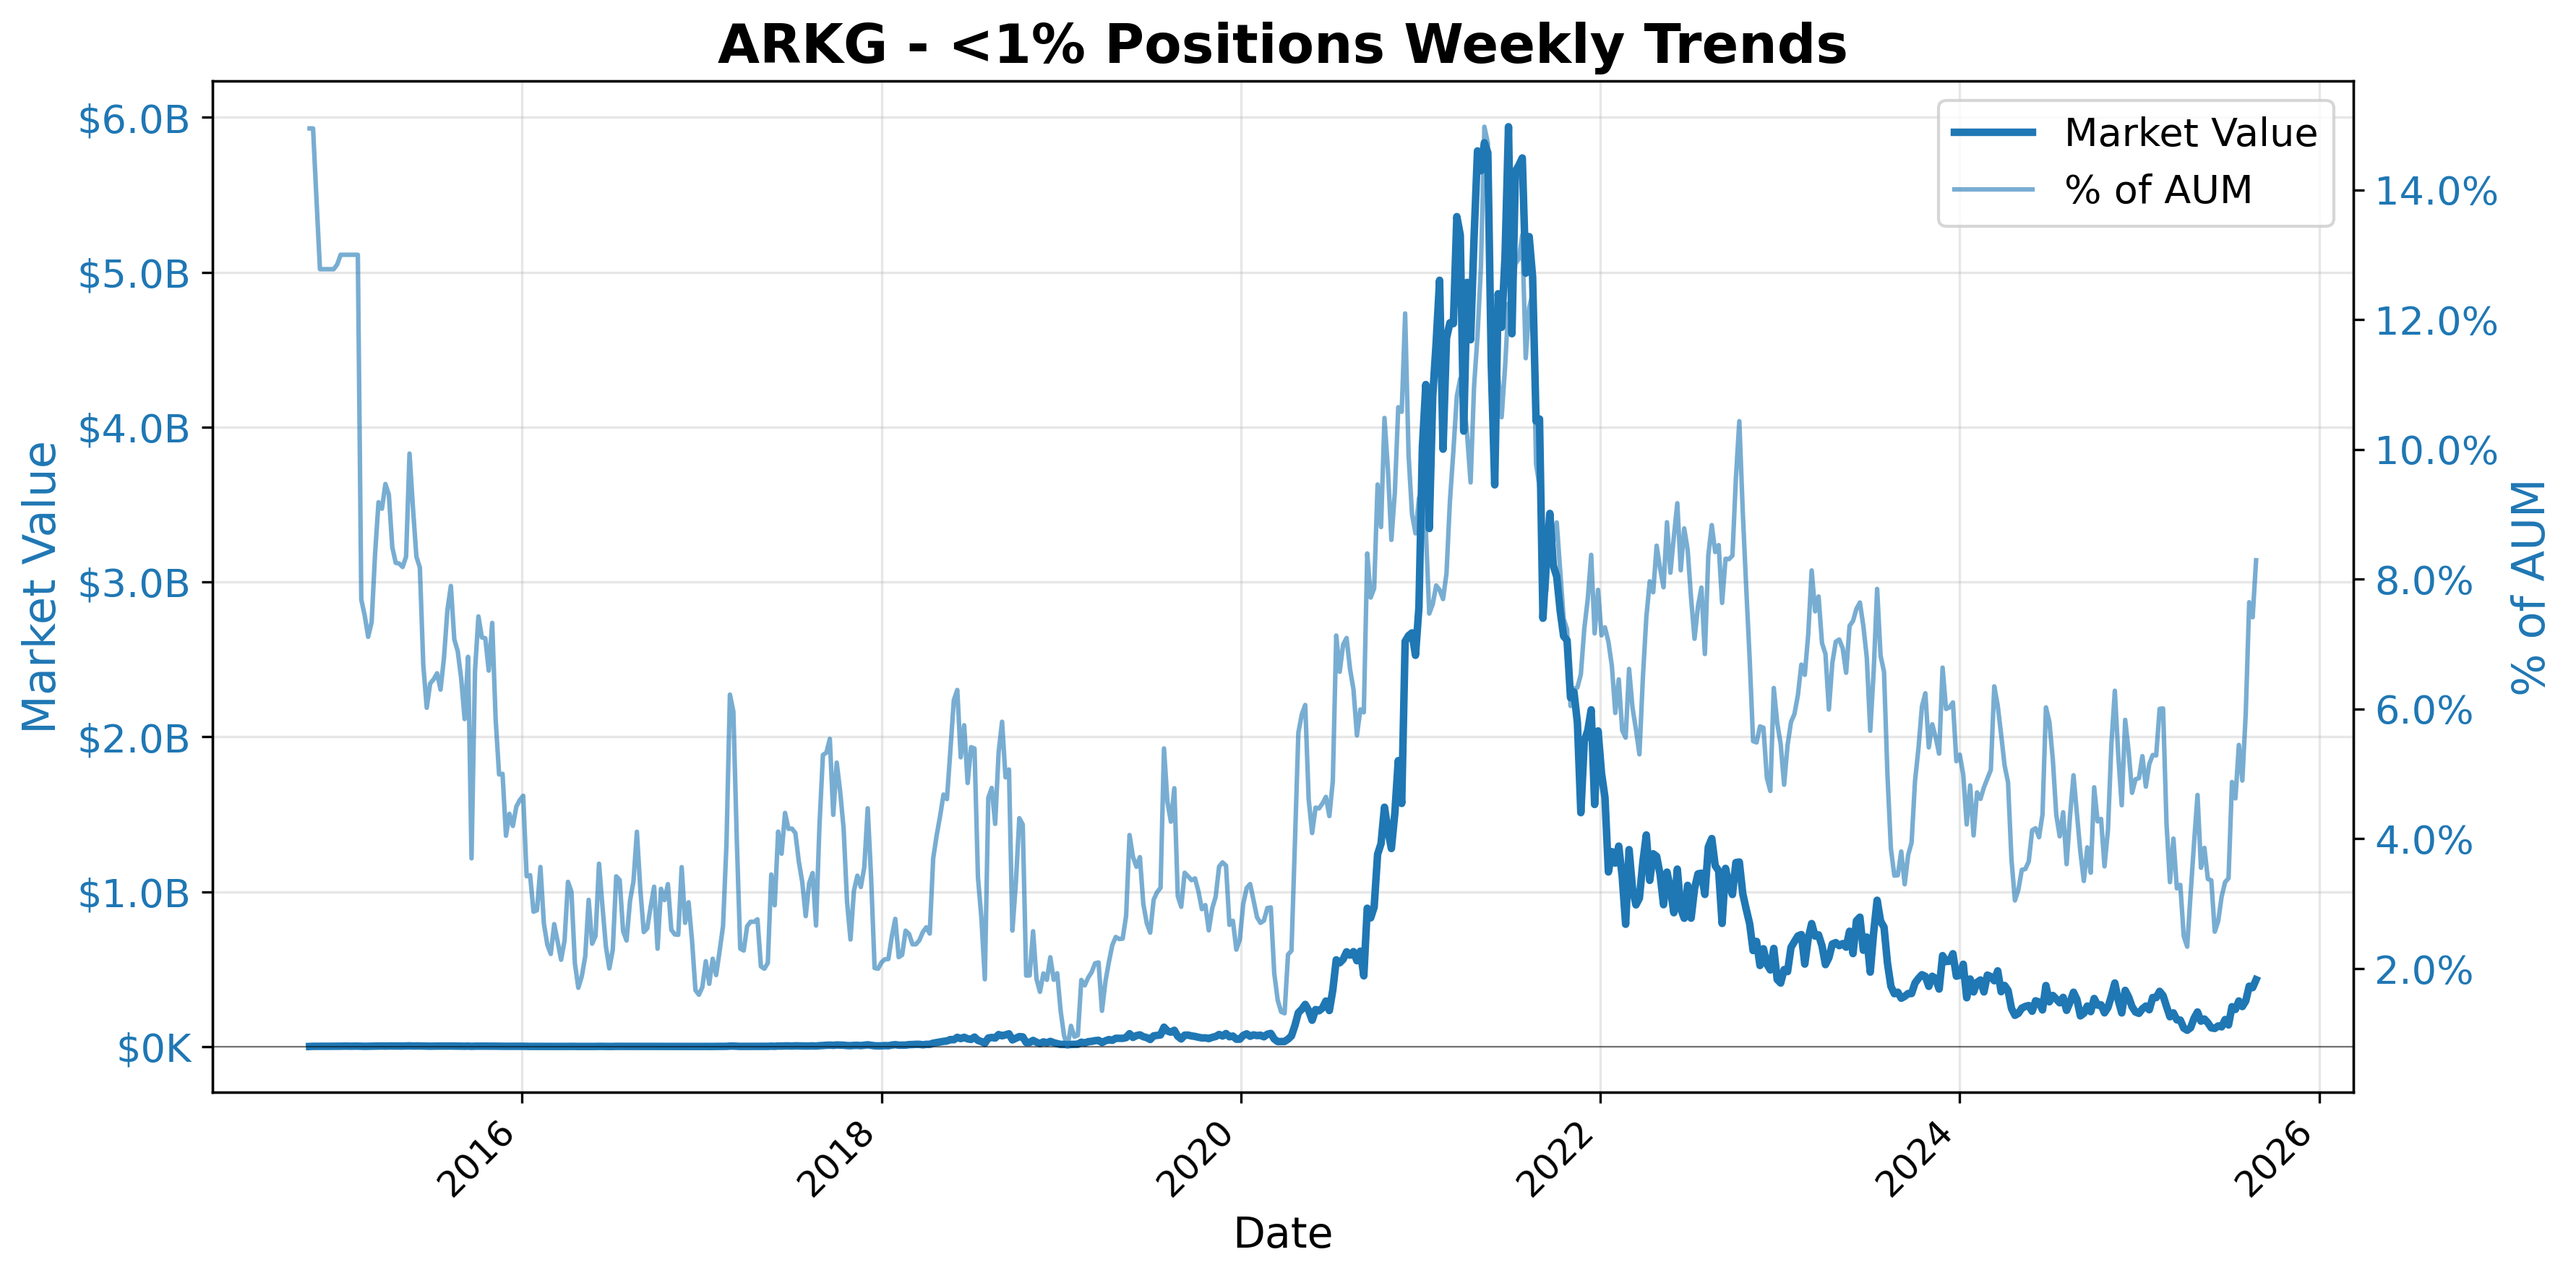 ARKG - <1% Positions Weekly Trends
Market Value
% of AUM
$6.0B
$5.0B
$4.0B
$3.0B
$2.0B
$1.0B
$0K
Market Value
14.0%
12.0%
10.0%
8.0%
6.0%
4.0%
2.0%
% of AUM
2016
2018
2020
2022
2024
2026
Date